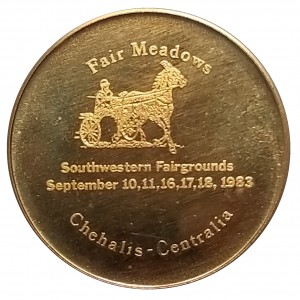 Fair Meadows
Southwestern Fairgrounds
September 10,11,16,17,18, 1983
Chehalis - Centralia